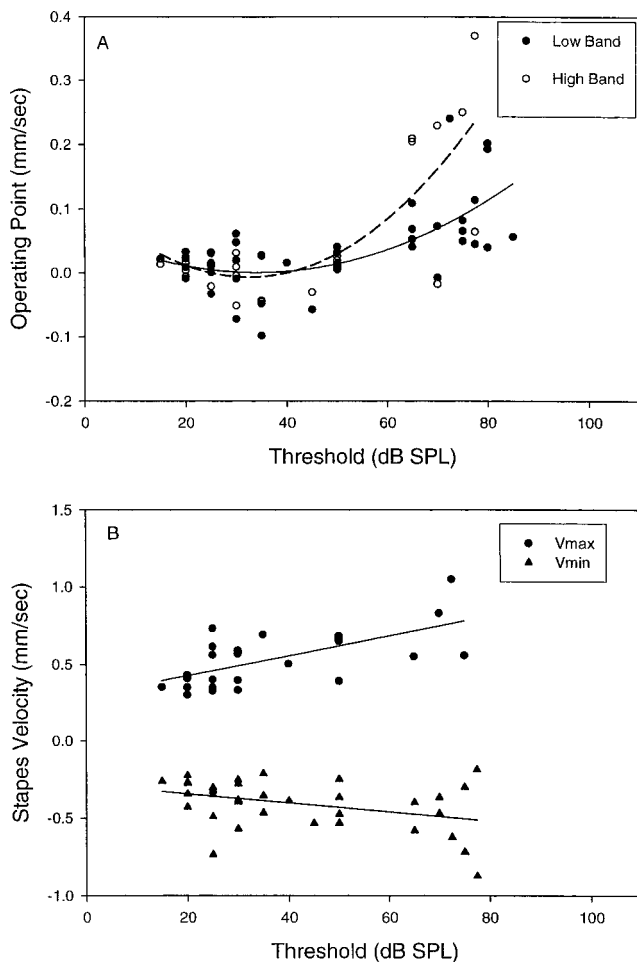 A
Low Band
High Band
0.4
0.3
0.2
0.1
0.0
-0.1
-0.2
Operating Point (mm/sec)
20
40
60
80
100
Threshold (dB SPL)
B
Vmax
Vmin
1.5
1.0
0.5
0.0
-0.5
-1.0
Stapes Velocity (mm/sec)
0
20
40
60
80
100
Threshold (dB SPL)